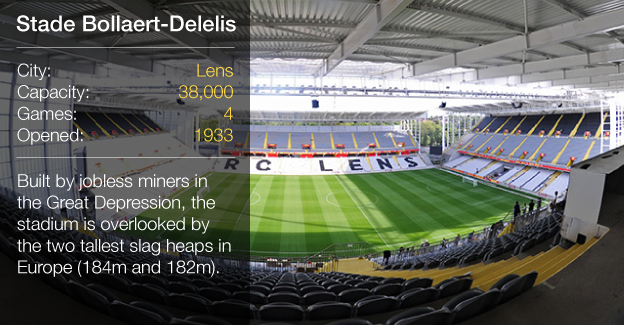 Stade Bollaert-Delelis
City: Lens
Capacity: 38,000
Games: 4
Opened: 1933
Built by jobless miners in
the Great Depression, the
stadium is overlooked by
the two tallest slag heaps in
Europe (184m and 182m).
RC LENS